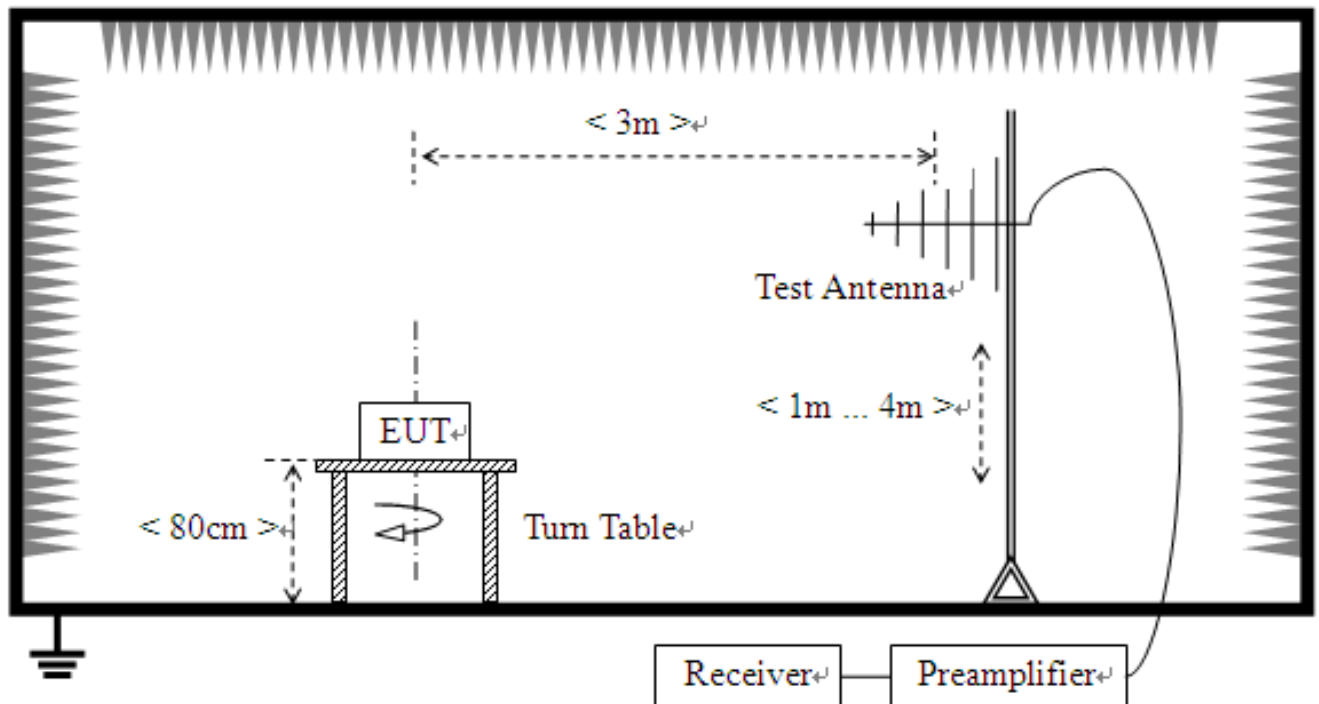 < 3m >↵
Test Antenna↵
< 1m ... 4m >↵
EUT↵
< 80cm >↵
Turn Table↵
Receiver↵
Preamplifier↵